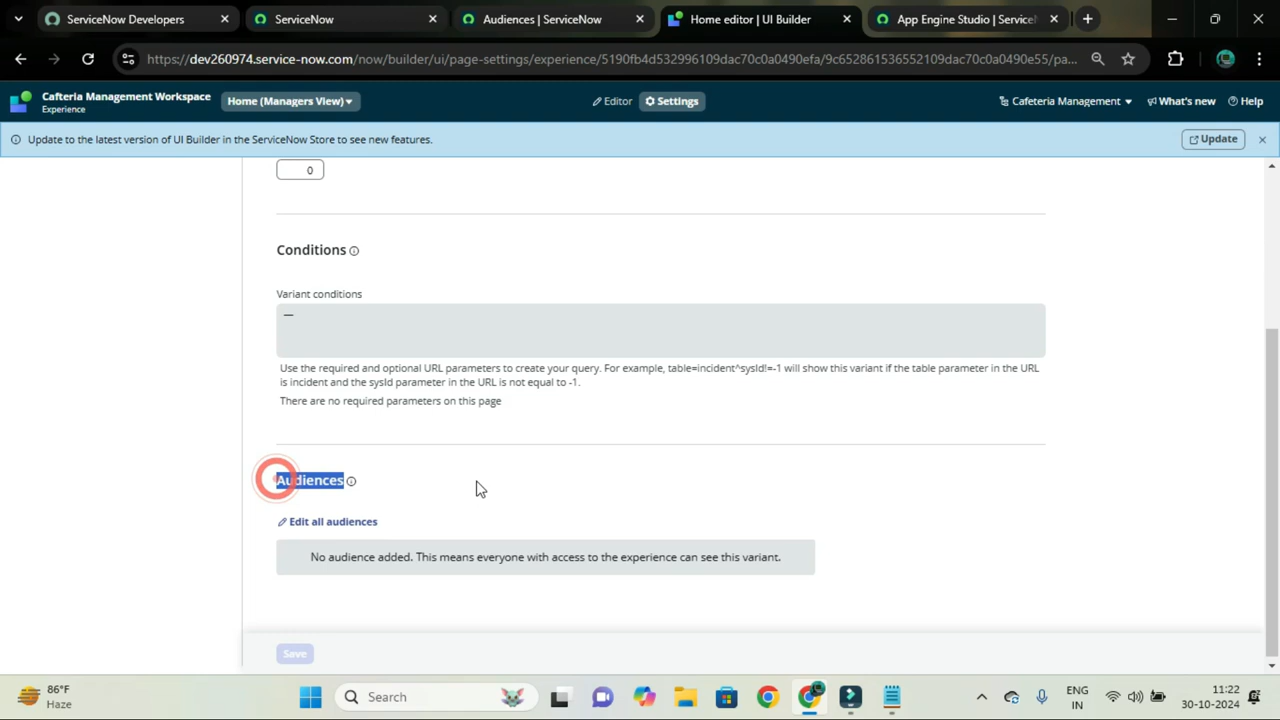 ServiceNow Developers
ServiceNow
Audiences | ServiceNow
Home editor | UI Builder
App Engine Studio | Service
https://dev260974.service-now.com/now/builder/ui/page-settings/experience/5190fb4d532996109dac70c0a0490efa/9c652861536552109dac70c0a0490e55/pa...
Cafteria Management Workspace
Experience
Home (Managers View)
Editor
Settings
Cafeteria Management
What's new
Help
Update to the latest version of UI Builder in the ServiceNow Store to see new features.
Update
0
Conditions
Variant conditions
—
Use the required and optional URL parameters to create your query. For example, table=incident^sysId!=-1 will show this variant if the table parameter in the URL
is incident and the sysId parameter in the URL is not equal to -1.
There are no required parameters on this page
Audiences
Edit all audiences
No audience added. This means everyone with access to the experience can see this variant.
Save
86°F
Haze
Search
ENG
IN
11:22
30-10-2024